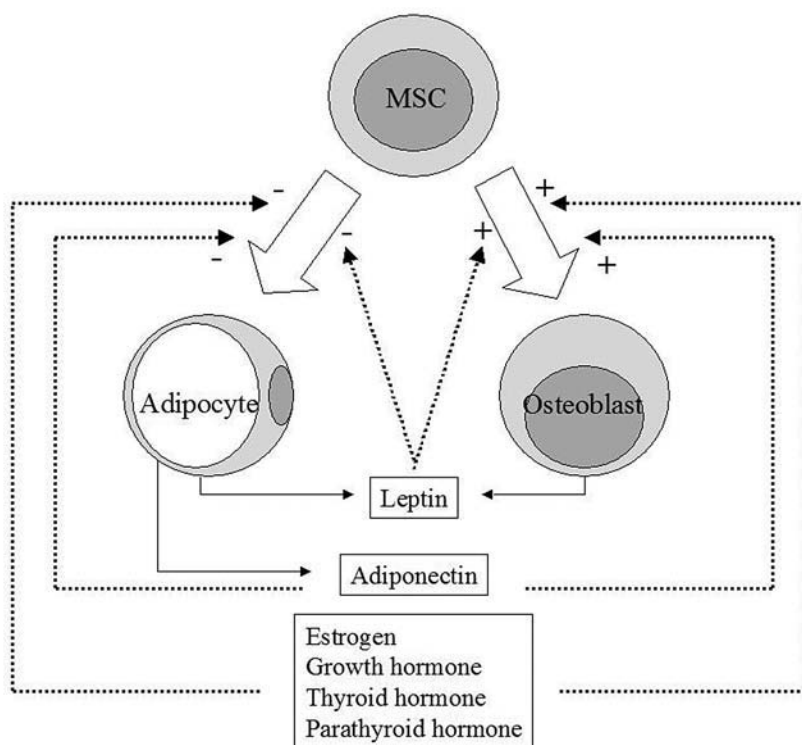 MSC
-
+
-
-
+
+
Adipocyte
Osteoblast
Leptin
Adiponectin
Estrogen
Growth hormone
Thyroid hormone
Parathyroid hormone